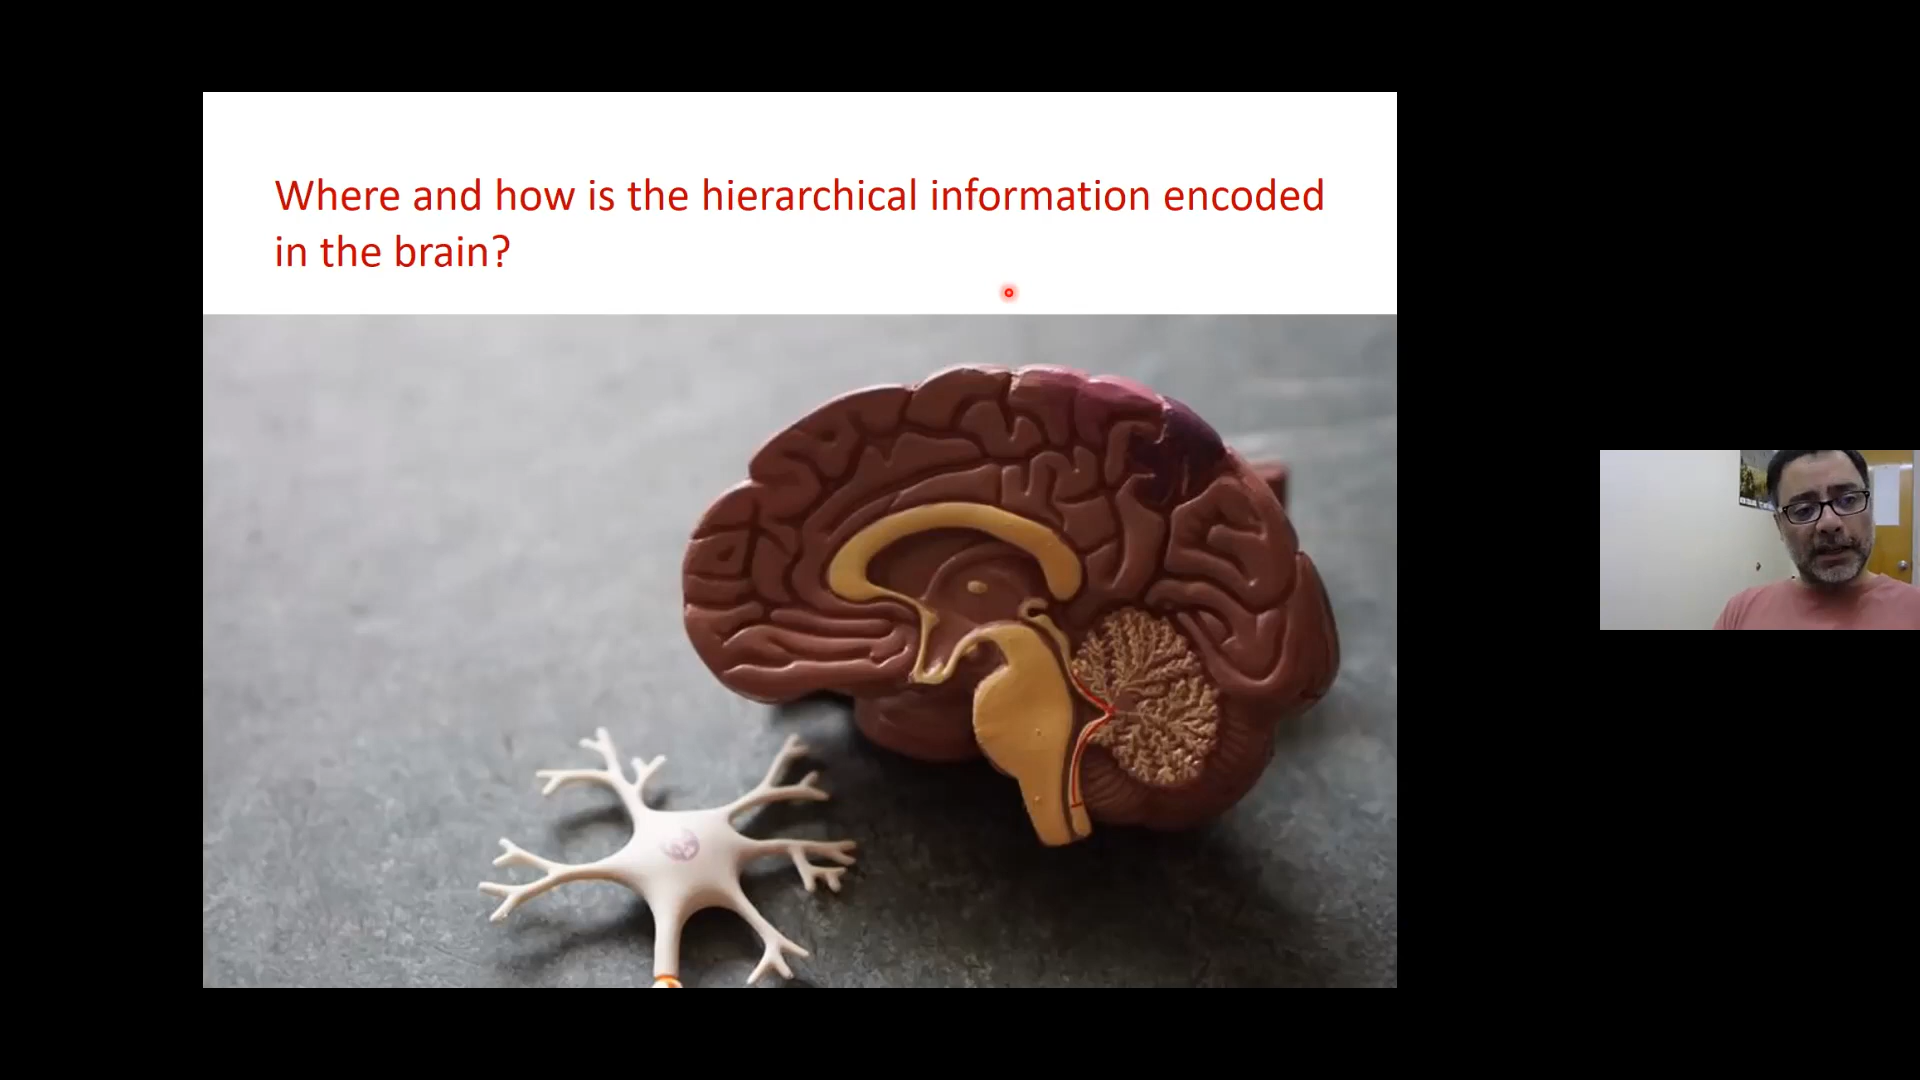 Where and how is the hierarchical information encoded
in the brain?